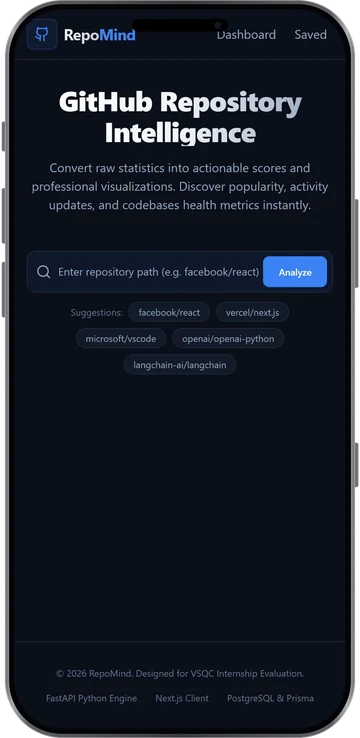 RepoMind
Dashboard
Saved
GitHub Repository
Intelligence
Convert raw statistics into actionable scores and
professional visualizations. Discover popularity, activity
updates, and codebases health metrics instantly.
Enter repository path (e.g. facebook/react)
Analyze
Suggestions:
facebook/react
vercel/next.js
microsoft/vscode
openai/openai-python
langchain-ai/langchain
© 2026 RepoMind. Designed for VSQC Internship Evaluation.
FastAPI Python Engine
Next.js Client
PostgreSQL & Prisma